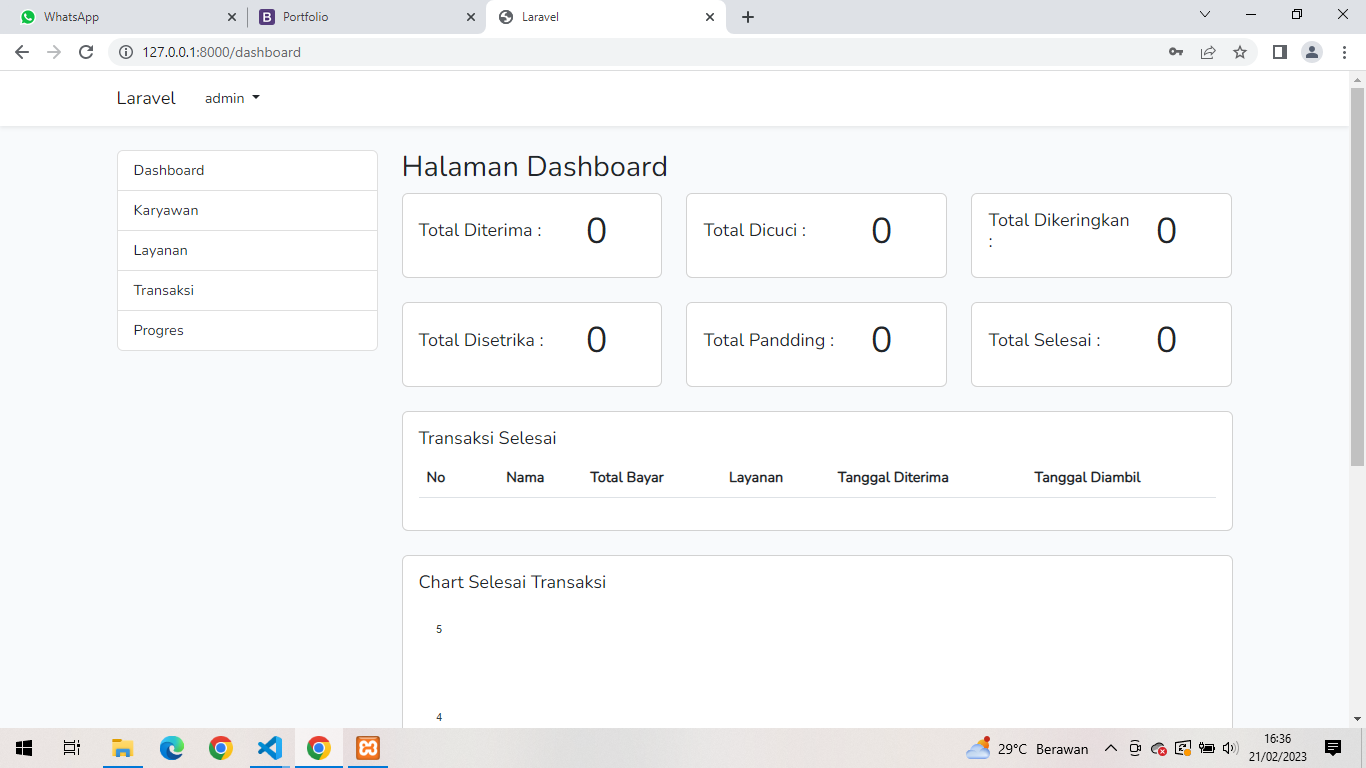 WhatsApp
Portfolio
Laravel
127.0.0.1:8000/dashboard
Laravel
admin
Dashboard
Karyawan
Layanan
Transaksi
Progres
Halaman Dashboard
Total Diterima :
0
Total Dicuci :
0
Total Dikeringkan
:
0
Total Disetrika :
0
Total Pandding :
0
Total Selesai :
0
Transaksi Selesai
No Nama Total Bayar Layanan Tanggal Diterima Tanggal Diambil
Chart Selesai Transaksi
5
4
29°C Berawan
16:36
21/02/2023